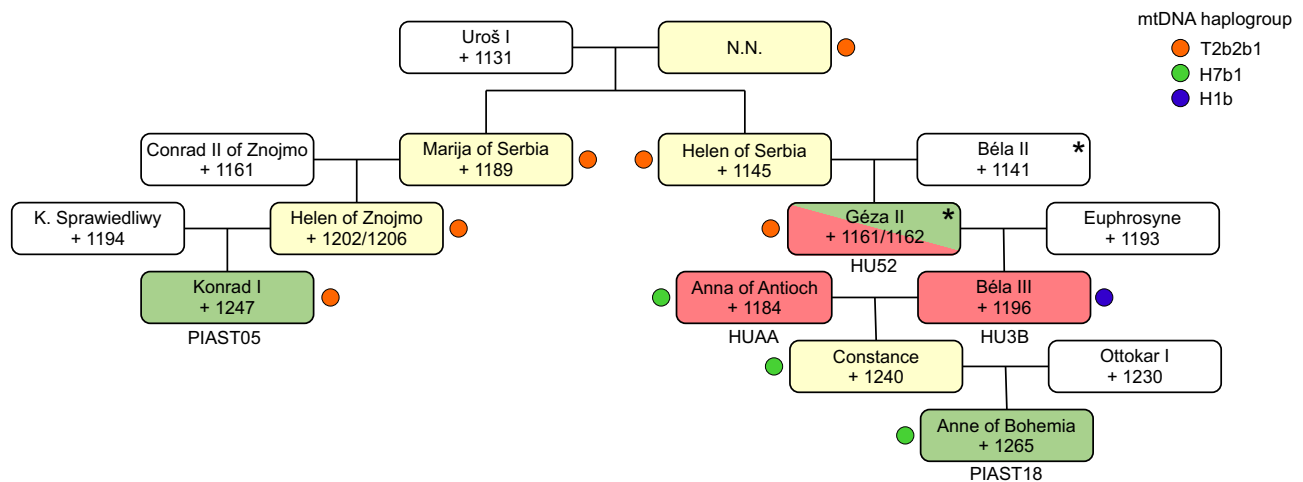 mtDNA haplogroup
T2b2b1
H7b1
H1b
Uroš I
+ 1131
N.N.
Conrad II of Znojmo
+ 1161
Marija of Serbia
+ 1189
Helen of Serbia
+ 1145
Béla II
+ 1141
*
K. Sprawiedliwy
+ 1194
Helen of Znojmo
+ 1202/1206
Géza II
+ 1161/1162
*
HU52
Euphrosyne
+ 1193
Konrad I
+ 1247
PIAST05
Anna of Antioch
+ 1184
HUAA
Béla III
+ 1196
HU3B
Constance
+ 1240
Ottokar I
+ 1230
Anne of Bohemia
+ 1265
PIAST18